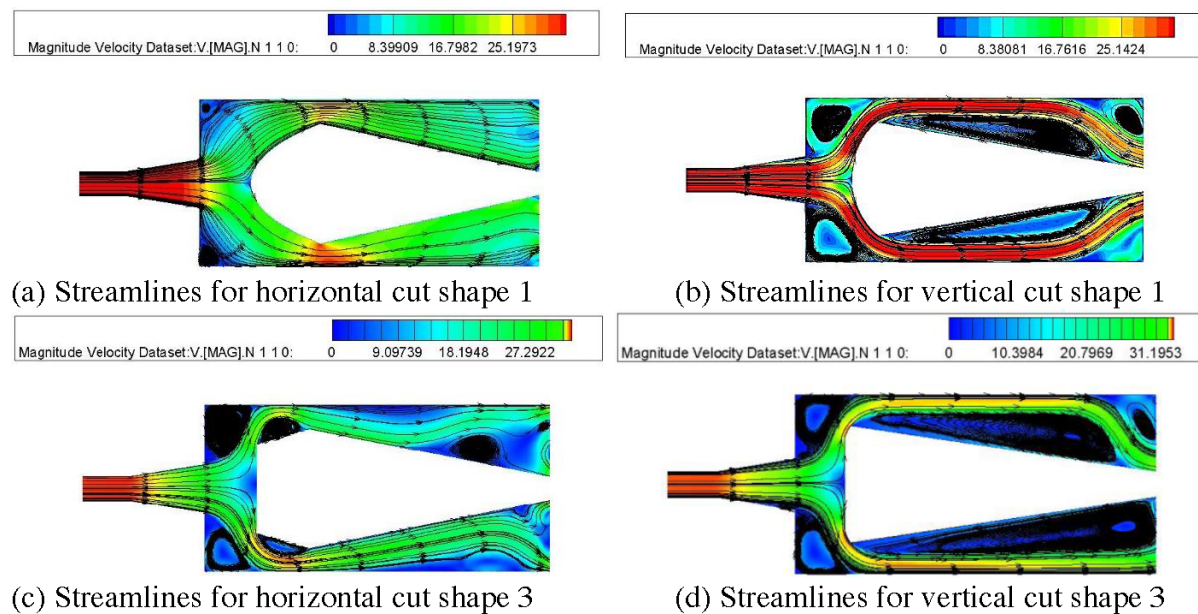 Magnitude Velocity Dataset:V.[MAG].N 1 1 0: 0 8.39909 16.7982 25.1973
Magnitude Velocity Dataset:V.[MAG].N 1 1 0: 0 8.38081 16.7616 25.1424
(a) Streamlines for horizontal cut shape 1
(b) Streamlines for vertical cut shape 1
Magnitude Velocity Dataset:V.[MAG].N 1 1 0: 0 9.09739 18.1948 27.2922
Magnitude Velocity Dataset:V.[MAG].N 1 1 0: 0 10.3984 20.7969 31.1953
(c) Streamlines for horizontal cut shape 3
(d) Streamlines for vertical cut shape 3